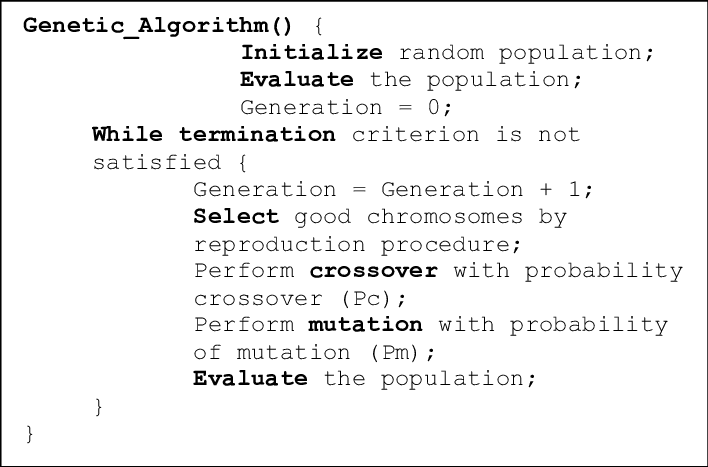 Genetic_Algorithm() {
Initialize random population;
Evaluate the population;
Generation = 0;
While termination criterion is not
satisfied {
Generation = Generation + 1;
Select good chromosomes by
reproduction procedure;
Perform crossover with probability
crossover (Pc);
Perform mutation with probability
of mutation (Pm);
Evaluate the population;
}
}